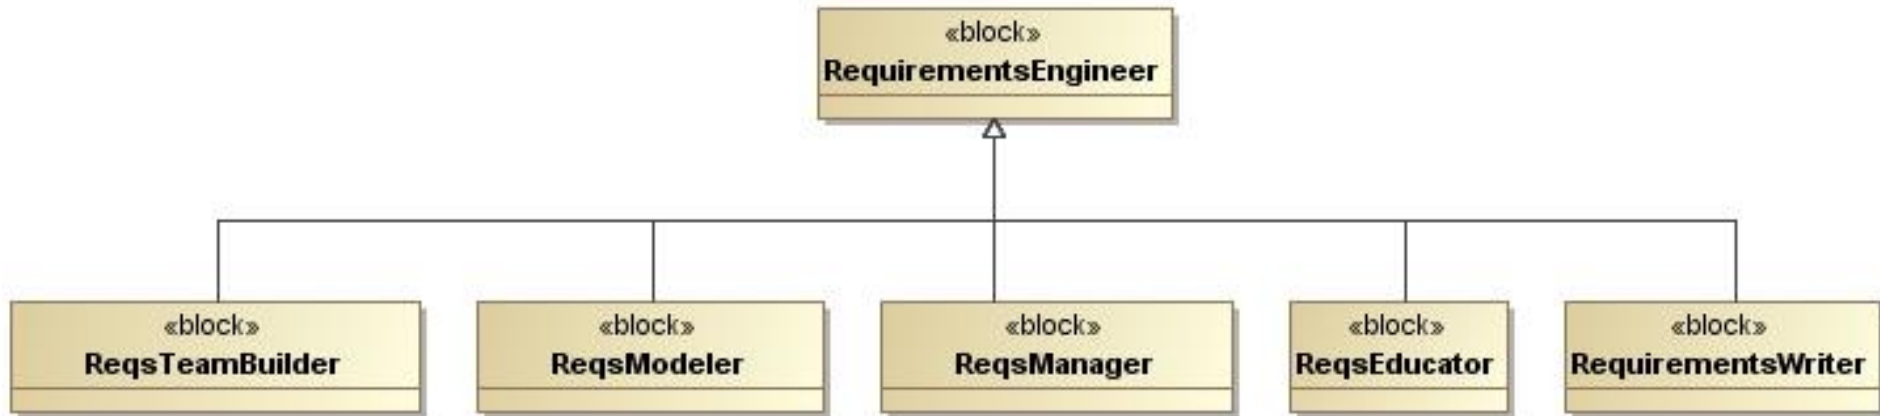 «block»
RequirementsEngineer
«block»
ReqsTeamBuilder
«block»
ReqsModeler
«block»
ReqsManager
«block»
ReqsEducator
«block»
RequirementsWriter